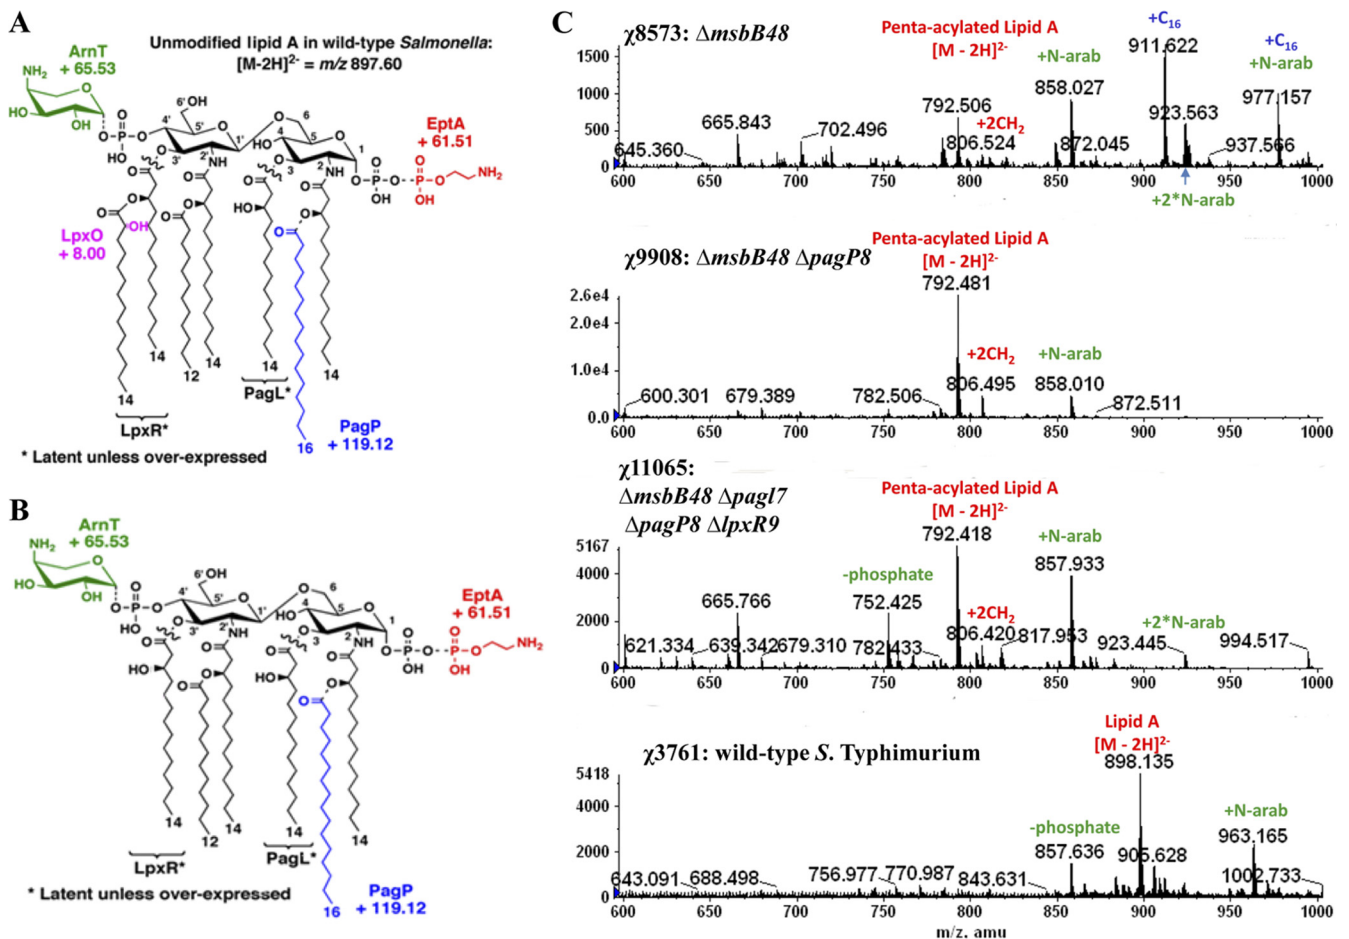 A
Unmodified lipid A in wild-type Salmonella:
[M-2H]2- = m/z 897.60
ArnT
+ 65.53
NH2
O
HO
OH
O
P
O
HO
O
4'
6'
OH
5'
O
O
6
3'
2'
NH
1'
HO
4
5
O
3
2
NH
1
O
P
O
P
O
NH2
OH
OH
EptA
+ 61.51
LpxO
+ 8.00
OH
14
14
12
14
14
14
16
LpxR*
PagL*
PagP
+ 119.12
* Latent unless over-expressed
B
ArnT
+ 65.53
NH2
O
HO
OH
O
P
O
HO
O
4'
6'
OH
5'
O
O
6
3'
2'
NH
1'
HO
4
5
O
3
2
NH
1
O
P
O
P
O
NH2
OH
OH
EptA
+ 61.51
14
12
14
14
14
16
LpxR*
PagL*
PagP
+ 119.12
* Latent unless over-expressed
C
χ8573: ΔmsbB48
Penta-acylated Lipid A
[M - 2H]2-
+C16
+C16
+N-arab
+N-arab
+2CH2
+2*N-arab
1500
1000
500
0
645.360
665.843
702.496
792.506
806.524
858.027
872.045
911.622
923.563
937.566
977.157
600 650 700 750 800 850 900 950 1000
χ9908: ΔmsbB48 ΔpagP8
Penta-acylated Lipid A
[M - 2H]2-
+2CH2
+N-arab
2.6e4
2.0e4
1.0e4
0.0
600.301
679.389
782.506
792.481
806.495
858.010
872.511
600 650 700 750 800 850 900 950 1000
χ11065:
ΔmsbB48 Δpagl7
ΔpagP8 ΔlpxR9
Penta-acylated Lipid A
[M - 2H]2-
-phosphate
+2CH2
+N-arab
+2*N-arab
5167
4000
2000
0
621.334
639.342
665.766
679.310
752.425
782.433
792.418
806.420
817.953
857.933
923.445
994.517
600 650 700 750 800 850 900 950 1000
χ3761: wild-type S. Typhimurium
Lipid A
[M - 2H]2-
-phosphate
+N-arab
5418
4000
2000
0
643.091
688.498
756.977
770.987
843.631
857.636
898.135
905.628
963.165
1002.733
600 650 700 750 800 850 900 950 1000
m/z. amu